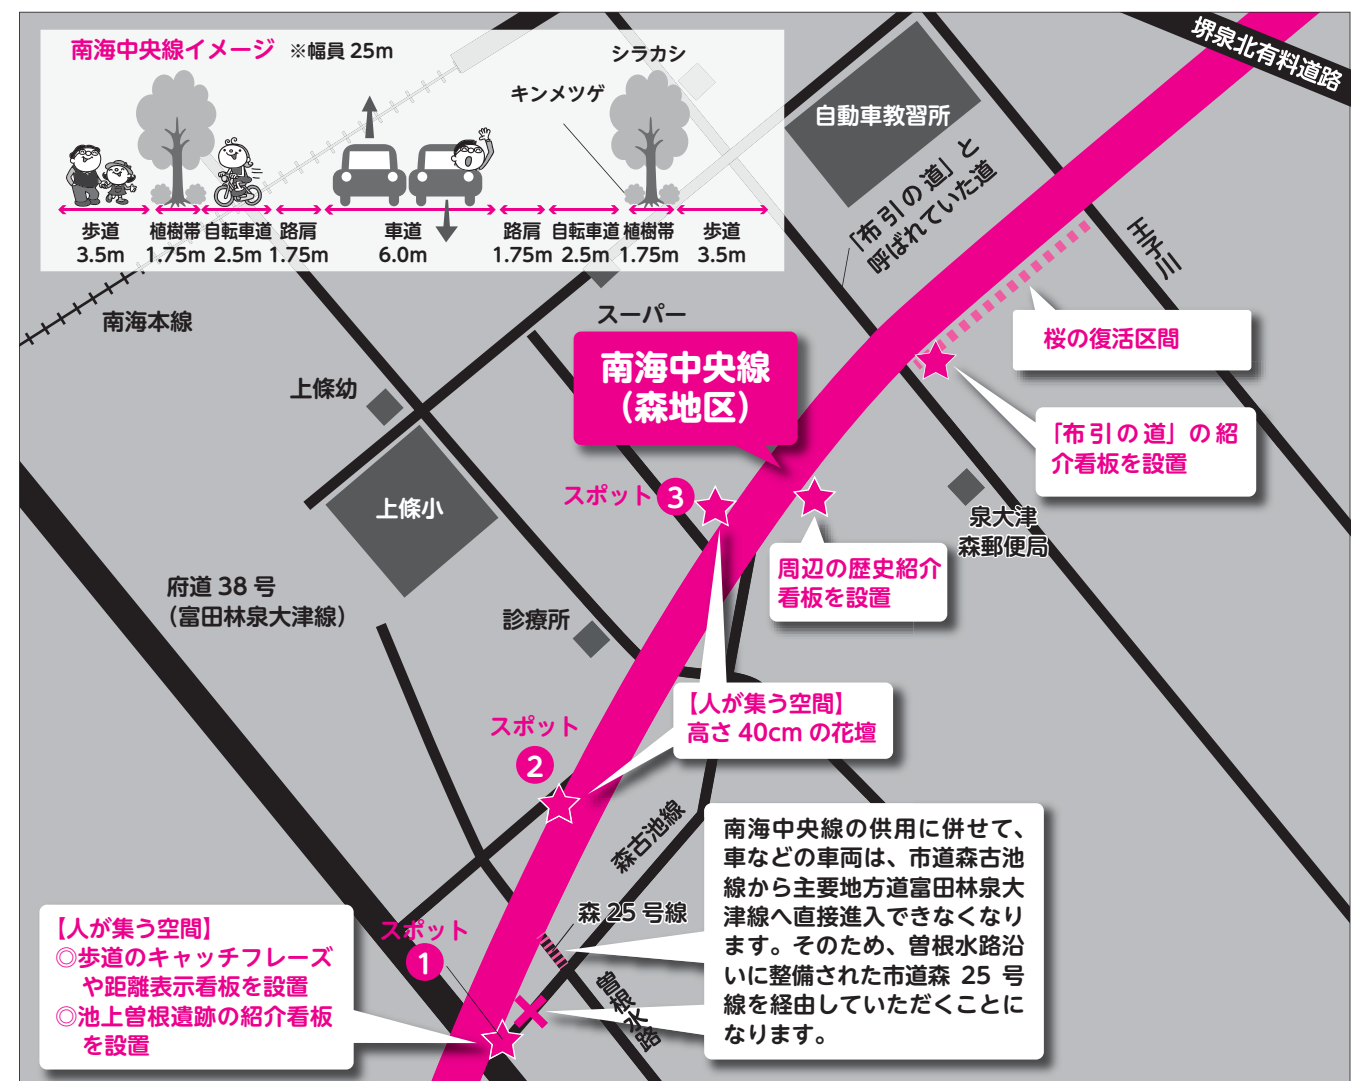 南海中央線イメージ ※幅員 25m
シラカシ
キンメツゲ
歩道 植樹帯 自転車道 路肩 車道 路肩 自転車道 植樹帯 歩道
3.5m 1.75m 2.5m 1.75m 6.0m 1.75m 2.5m 1.75m 3.5m
堺泉北有料道路
自動車教習所
「布引の道」と
呼ばれていた道
王子川
南海本線
スーパー
桜の復活区間
南海中央線
（森地区）
上條幼
「布引の道」の紹
介看板を設置
上條小
スポット 3
泉大津
森郵便局
周辺の歴史紹介
看板を設置
府道 38 号
（富田林泉大津線）
診療所
【人が集う空間】
高さ 40cm の花壇
スポット
2
森古池線
南海中央線の供用に併せて、
車などの車両は、市道森古池
線から主要地方道富田林泉大
津線へ直接進入できなくなり
ます。そのため、曽根水路沿
いに整備された市道森 25 号
線を経由していただくことに
なります。
森 25 号線
曽根水路
スポット
1
【人が集う空間】
◎歩道のキャッチフレーズ
や距離表示看板を設置
◎池上曽根遺跡の紹介看板
を設置